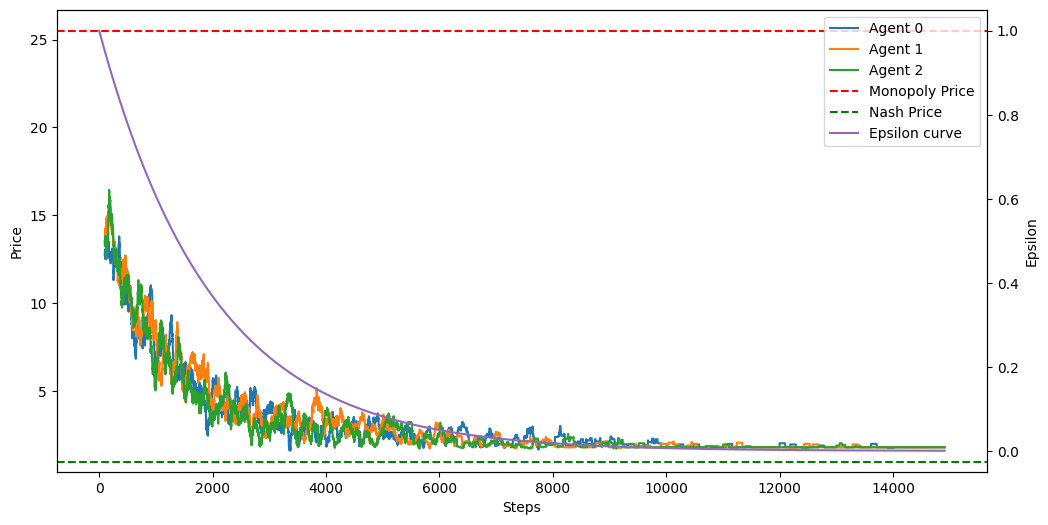 Agent 0
Agent 1
Agent 2
Monopoly Price
Nash Price
Epsilon curve
25
20
15
10
5
Price
1.0
0.8
0.6
0.4
0.2
0.0
Epsilon
0 2000 4000 6000 8000 10000 12000 14000
Steps